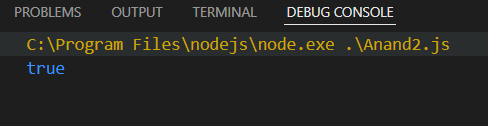 PROBLEMS OUTPUT TERMINAL DEBUG CONSOLE
C:\Program Files\nodejs\node.exe .\Anand2.js
true